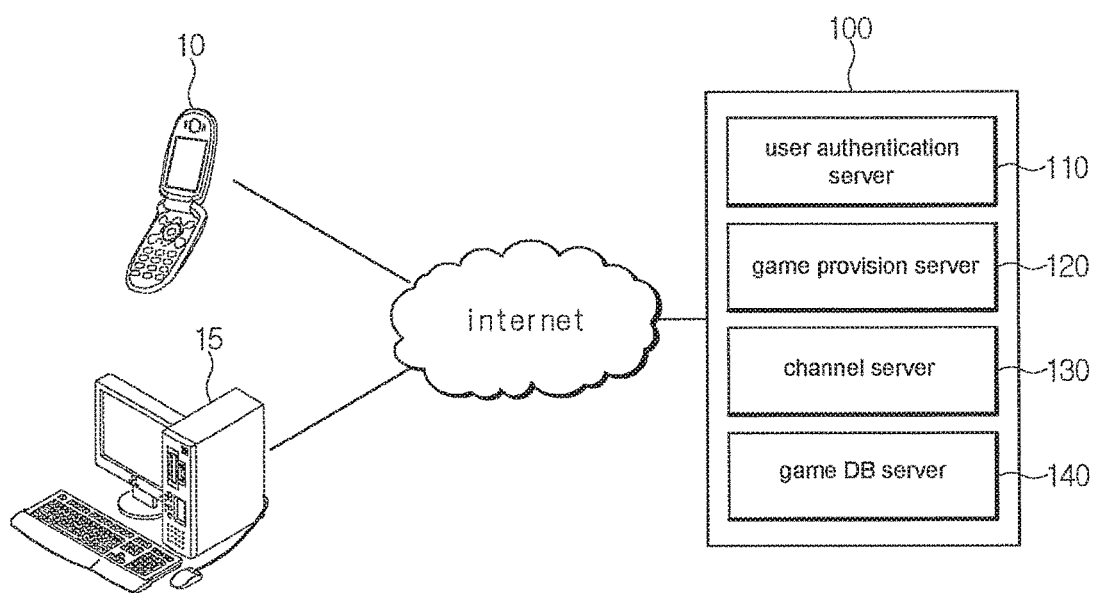 10
100
user authentication
server
110
game provision server
120
internet
15
channel server
130
game DB server
140